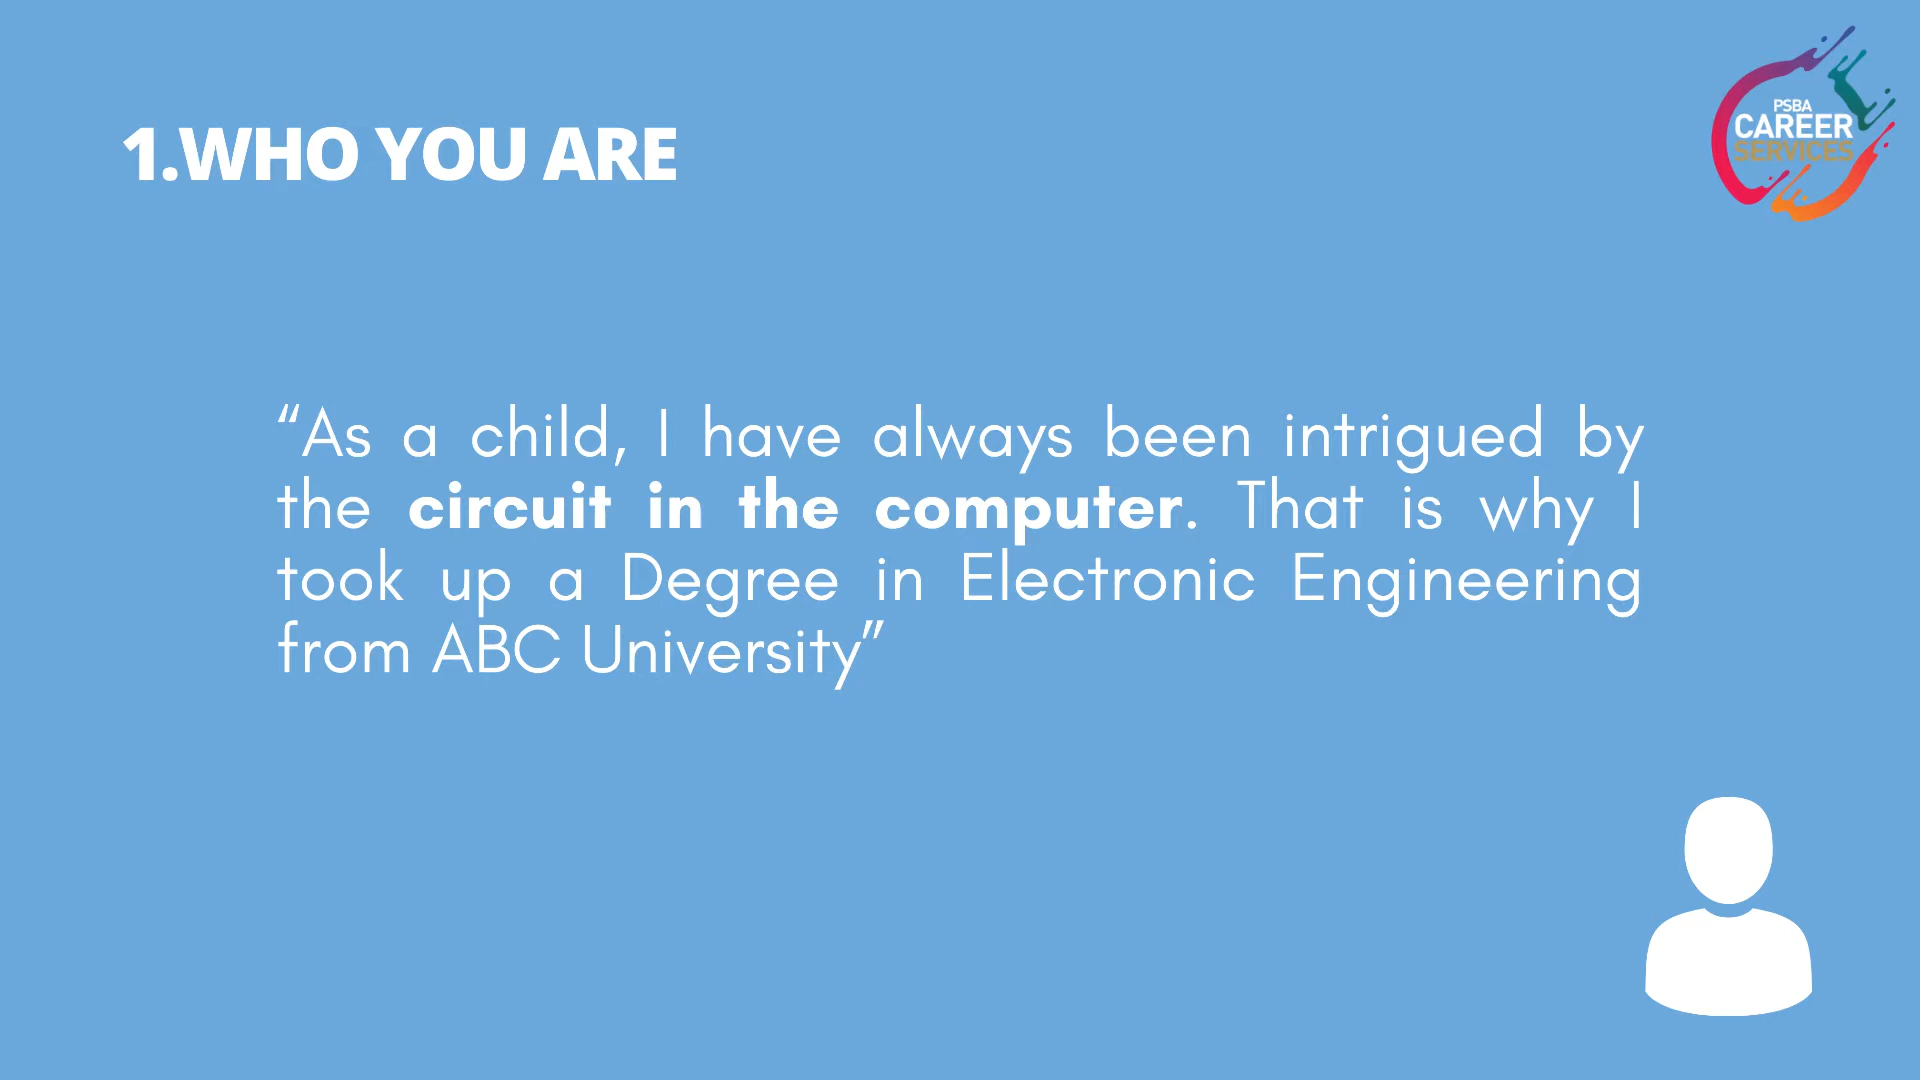 PSBA
CAREER
SERVICES
1.WHO YOU ARE
“As a child, I have always been intrigued by
the circuit in the computer. That is why I
took up a Degree in Electronic Engineering
from ABC University”